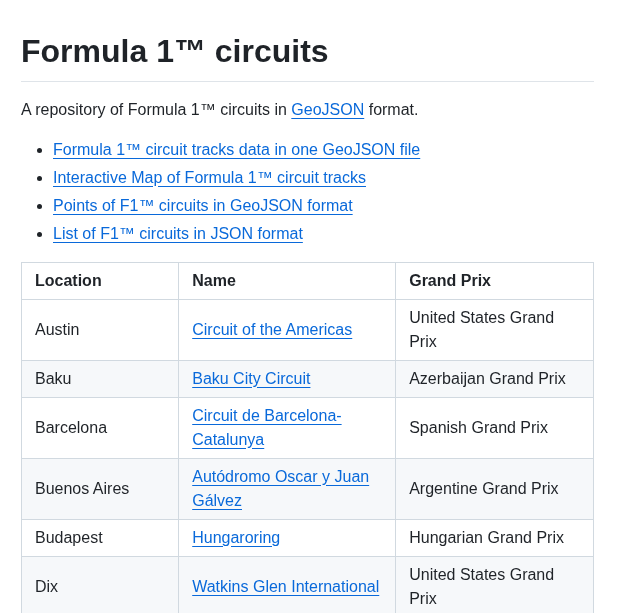 Formula 1™ circuits
A repository of Formula 1™ circuits in GeoJSON format.
Formula 1™ circuit tracks data in one GeoJSON file
Interactive Map of Formula 1™ circuit tracks
Points of F1™ circuits in GeoJSON format
List of F1™ circuits in JSON format
Location Name Grand Prix
Austin Circuit of the Americas United States Grand
Prix
Baku Baku City Circuit Azerbaijan Grand Prix
Barcelona Circuit de Barcelona-
Catalunya Spanish Grand Prix
Buenos Aires Autódromo Oscar y Juan
Gálvez Argentine Grand Prix
Budapest Hungaroring Hungarian Grand Prix
Dix Watkins Glen International United States Grand
Prix